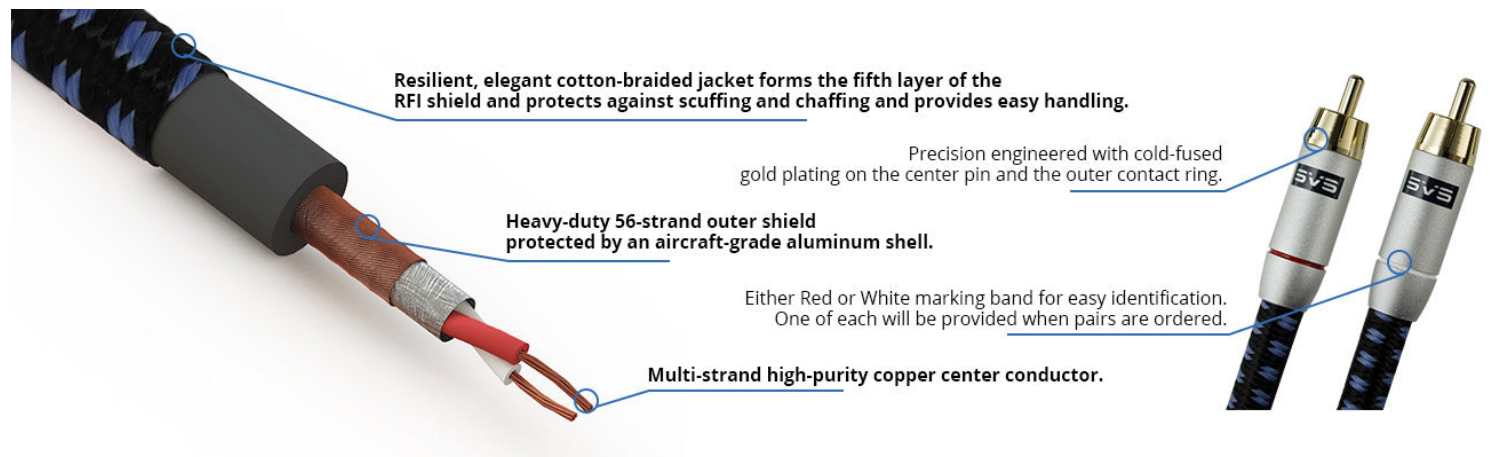 Resilient, elegant cotton-braided jacket forms the fifth layer of the
RFI shield and protects against scuffing and chaffing and provides easy handling.
Precision engineered with cold-fused
gold plating on the center pin and the outer contact ring.
SVS
SVS
Heavy-duty 56-strand outer shield
protected by an aircraft-grade aluminum shell.
Either Red or White marking band for easy identification.
One of each will be provided when pairs are ordered.
Multi-strand high-purity copper center conductor.